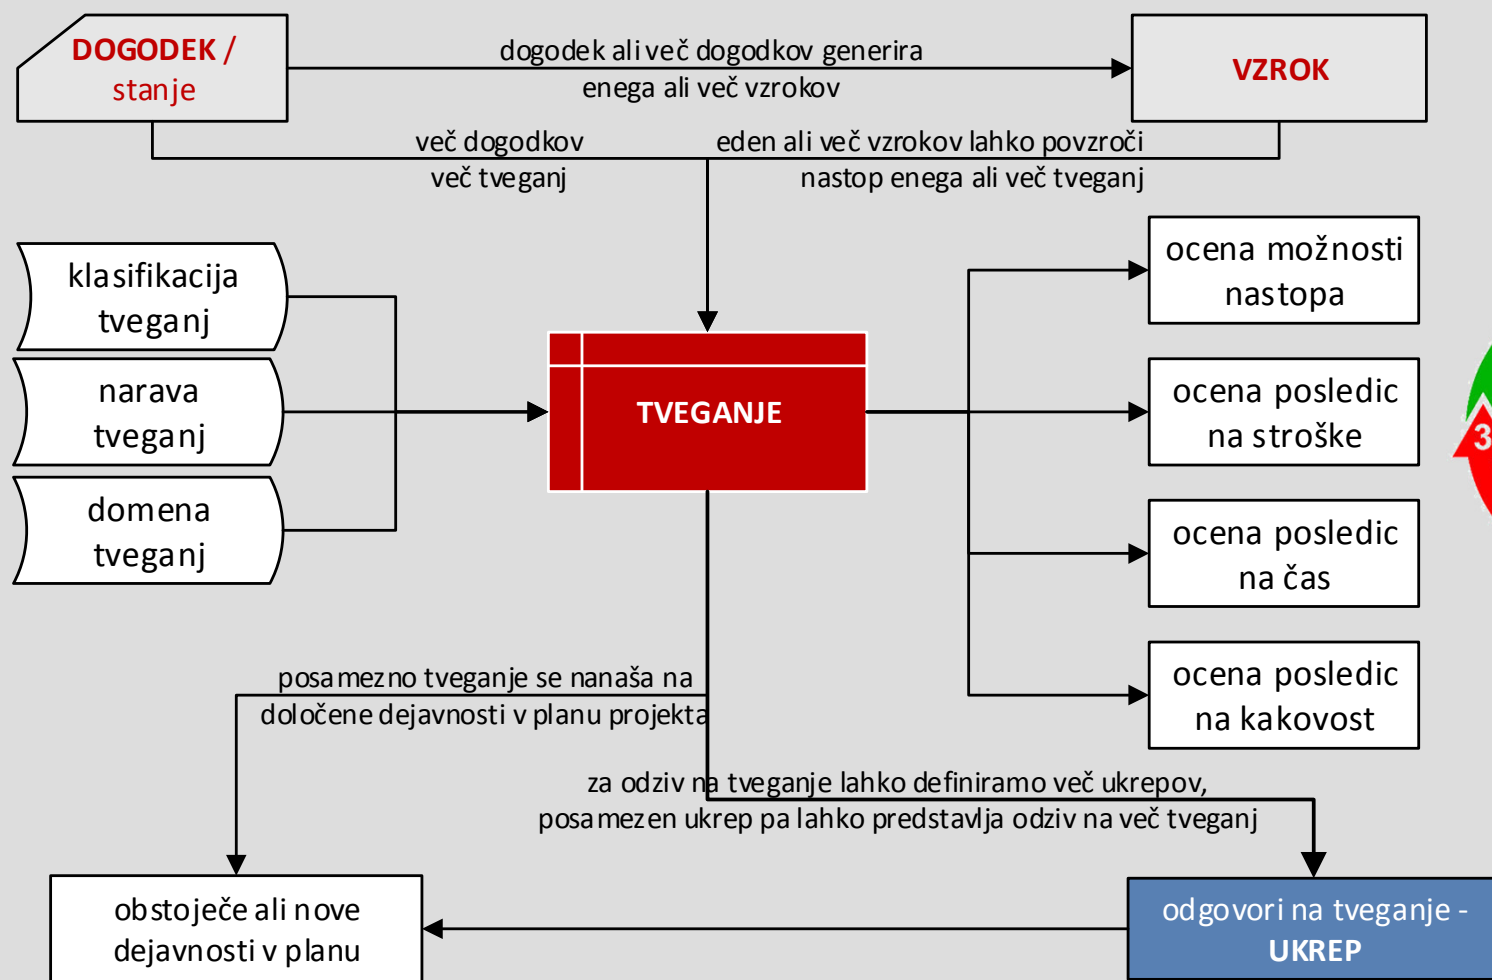 DOGODEK /
stanje
dogodek ali več dogodkov generira
enega ali več vzrokov
VZROK
več dogodkov
več tveganj
eden ali več vzrokov lahko povzroči
nastop enega ali več tveganj
klasifikacija
tveganj
narava
tveganj
domena
tveganj
TVEGANJE
ocena možnosti
nastopa
ocena posledic
na stroške
3
ocena posledic
na čas
ocena posledic
na kakovost
posamezno tveganje se nanaša na
določene dejavnosti v planu projekta
za odziv na tveganje lahko definiramo več ukrepov,
posamezen ukrep pa lahko predstavlja odziv na več tveganj
obstoječe ali nove
dejavnosti v planu
odgovori na tveganje -
UKREP